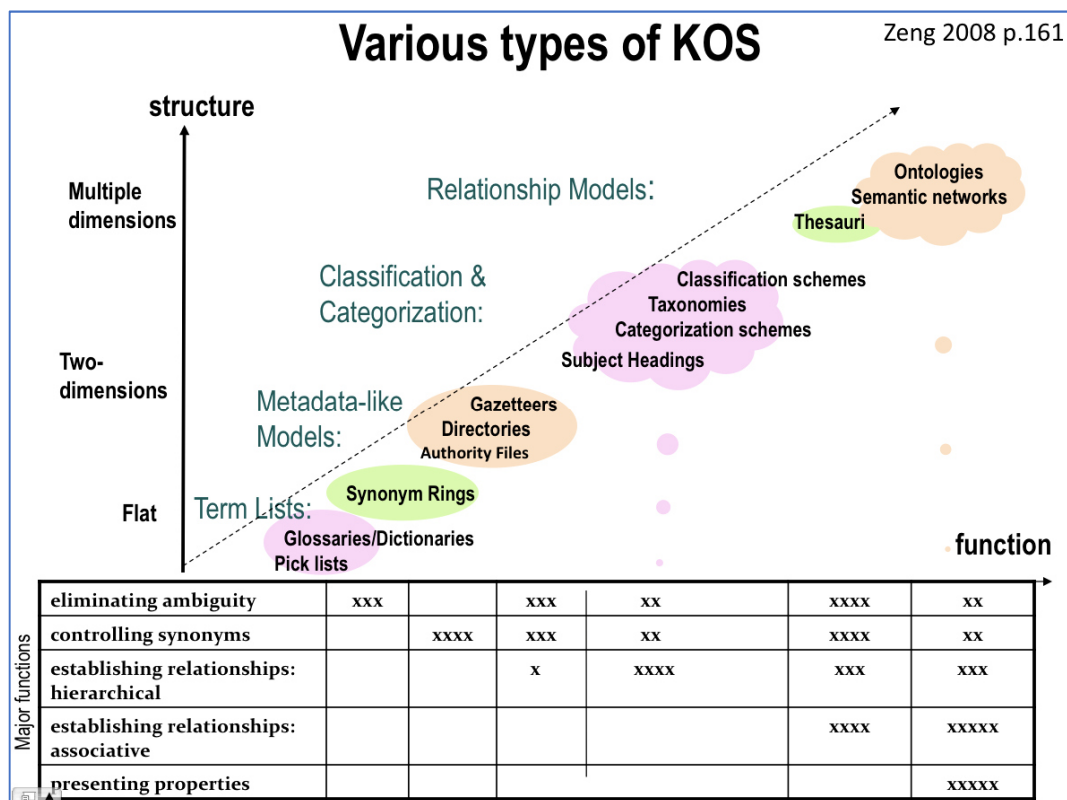 Various types of KOS
Zeng 2008 p.161
structure
Multiple
dimensions
Relationship Models:
Ontologies
Semantic networks
Thesauri
Classification &
Categorization:
Classification schemes
Taxonomies
Categorization schemes
Subject Headings
Two-
dimensions
Metadata-like
Models:
Gazetteers
Directories
Authority Files
Synonym Rings
Flat
Term Lists:
Glossaries/Dictionaries
Pick lists
function
Major functions
eliminating ambiguity xxx xxx xx xxxx xx
controlling synonyms xxxx xxx xx xxxx xx
establishing relationships: x xxxx xxx xxx
hierarchical
establishing relationships: xxxx xxxxx
associative
presenting properties xxxxx